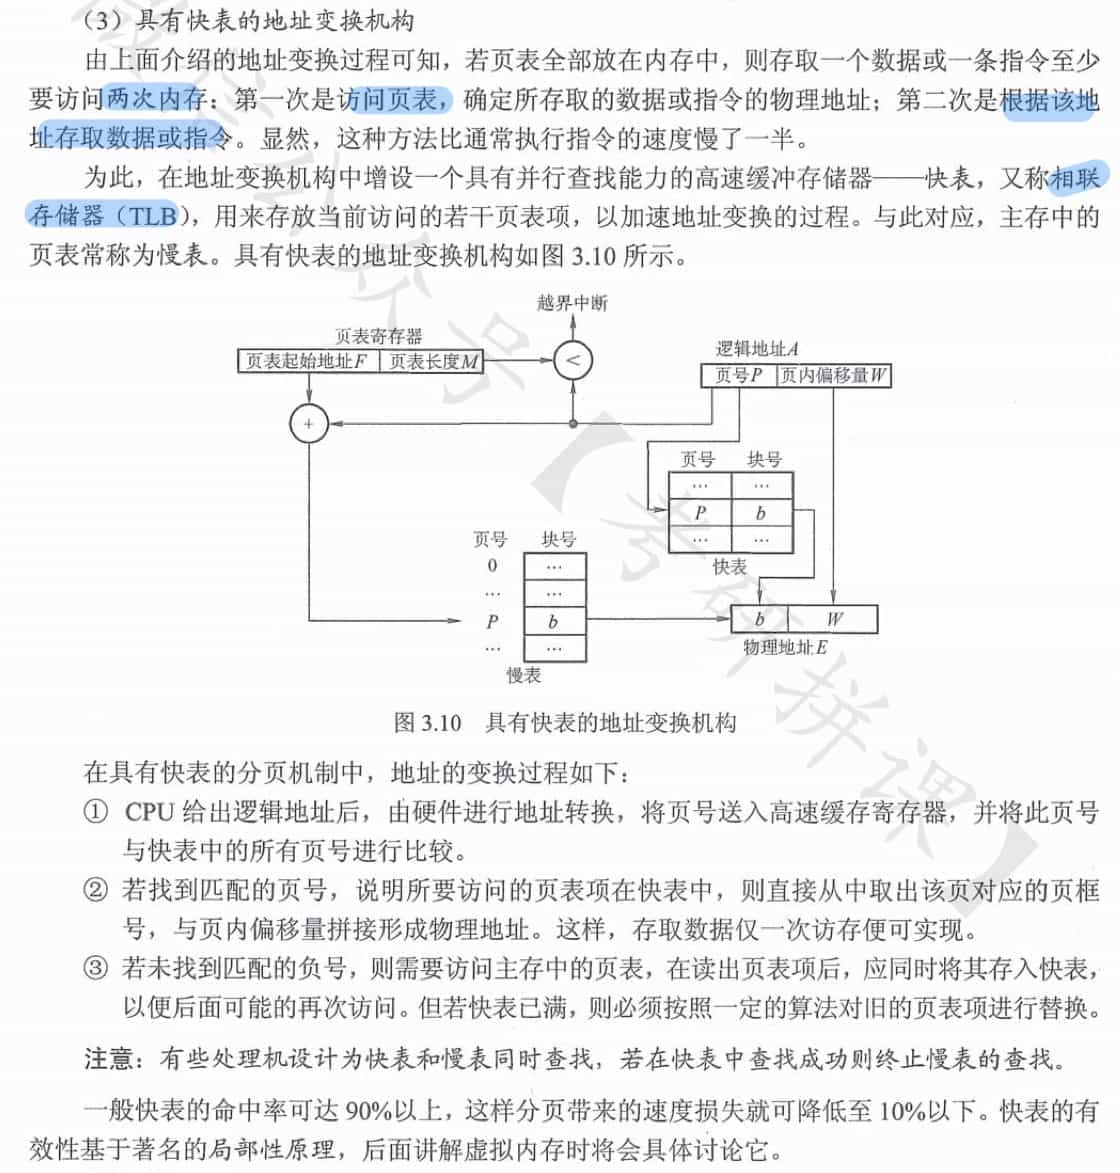 （3）具有快表的地址变换机构
由上面介绍的地址变换过程可知，若页表全部放在内存中，则存取一个数据或一条指令至少
要访问两次内存：第一次是访问页表，确定所存取的数据或指令的物理地址；第二次是根据该地
址存取数据或指令。显然，这种方法比通常执行指令的速度慢了一半。
为此，在地址变换机构中增设一个具有并行查找能力的高速缓冲存储器——快表，又称相联
存储器（TLB），用来存放当前访问的若干页表项，以加速地址变换的过程。与此对应，主存中的
页表常称为慢表。具有快表的地址变换机构如图 3.10 所示。
越界中断
页表寄存器
逻辑地址A
页表起始地址F 页表长度M
<
页号P 页内偏移量W
+
页号 块号
… …
P b
… …
快表
页号 块号
0 …
… …
P b
… …
慢表
b W
物理地址E
图 3.10 具有快表的地址变换机构
在具有快表的分页机制中，地址的变换过程如下：
① CPU 给出逻辑地址后，由硬件进行地址转换，将页号送入高速缓存寄存器，并将此页号
与快表中的所有页号进行比较。
② 若找到匹配的页号，说明所要访问的页表项在快表中，则直接从中取出该页对应的页框
号，与页内偏移量拼接形成物理地址。这样，存取数据仅一次访存便可实现。
③ 若未找到匹配的负号，则需要访问主存中的页表，在读出页表项后，应同时将其存入快表，
以便后面可能的再次访问。但若快表已满，则必须按照一定的算法对旧的页表项进行替换。
注意：有些处理机设计为快表和慢表同时查找，若在快表中查找成功则终止慢表的查找。
一般快表的命中率可达 90%以上，这样分页带来的速度损失就可降低至 10%以下。快表的有
效性基于著名的局部性原理，后面讲解虚拟内存时将会具体讨论它。
公众号【考研拼课】